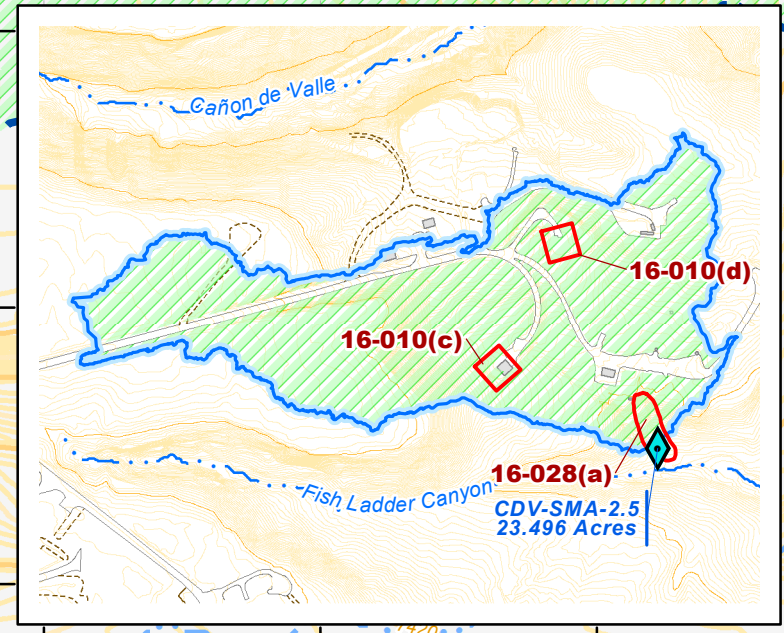 Cañon de Valle
16-010(d)
16-010(c)
16-028(a)
Fish Ladder Canyon
CDV-SMA-2.5
23.496 Acres